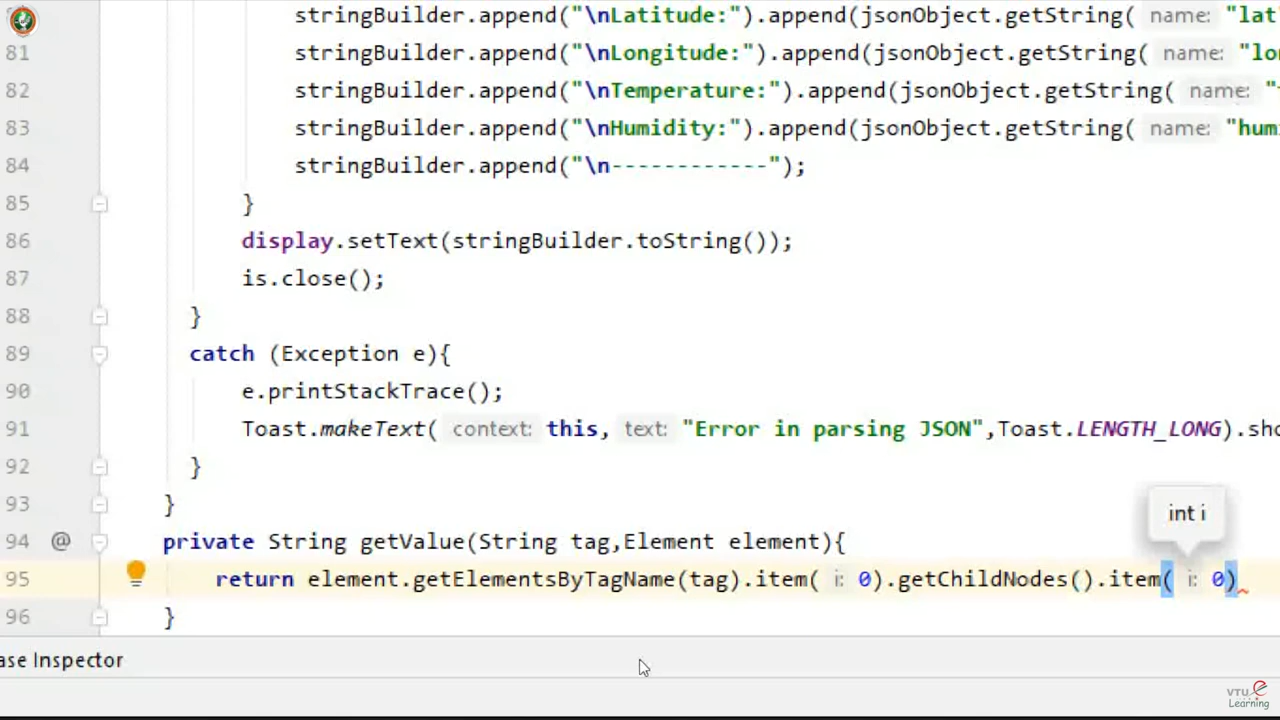 stringBuilder.append("\nLatitude:").append(jsonObject.getString( name: "lat
81 stringBuilder.append("\nLongitude:").append(jsonObject.getString( name: "lo
82 stringBuilder.append("\nTemperature:").append(jsonObject.getString( name: "
83 stringBuilder.append("\nHumidity:").append(jsonObject.getString( name: "hum
84 stringBuilder.append("\n------------");
85 }
86 display.setText(stringBuilder.toString());
87 is.close();
88 }
89 catch (Exception e){
90 e.printStackTrace();
91 Toast.makeText( context: this, text: "Error in parsing JSON",Toast.LENGTH_LONG).sho
92 }
93 }
int i
94 @ private String getValue(String tag,Element element){
95 return element.getElementsByTagName(tag).item( i: 0).getChildNodes().item( i: 0)
96 }
ase Inspector
VTU e
Learning